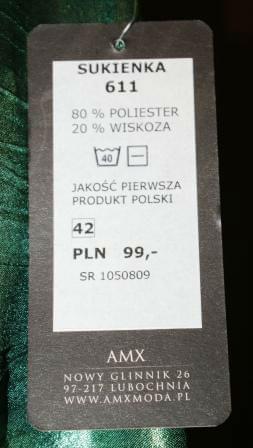 SUKIENKA
611
80 % POLIESTER
20 % WISKOZA
40
JAKOŚĆ PIERWSZA
PRODUKT POLSKI
42
PLN 99,-
SR 1050809
AMX
NOWY GLINNIK 26
97-217 LUBOCHNIA
WWW.AMXMODA.PL